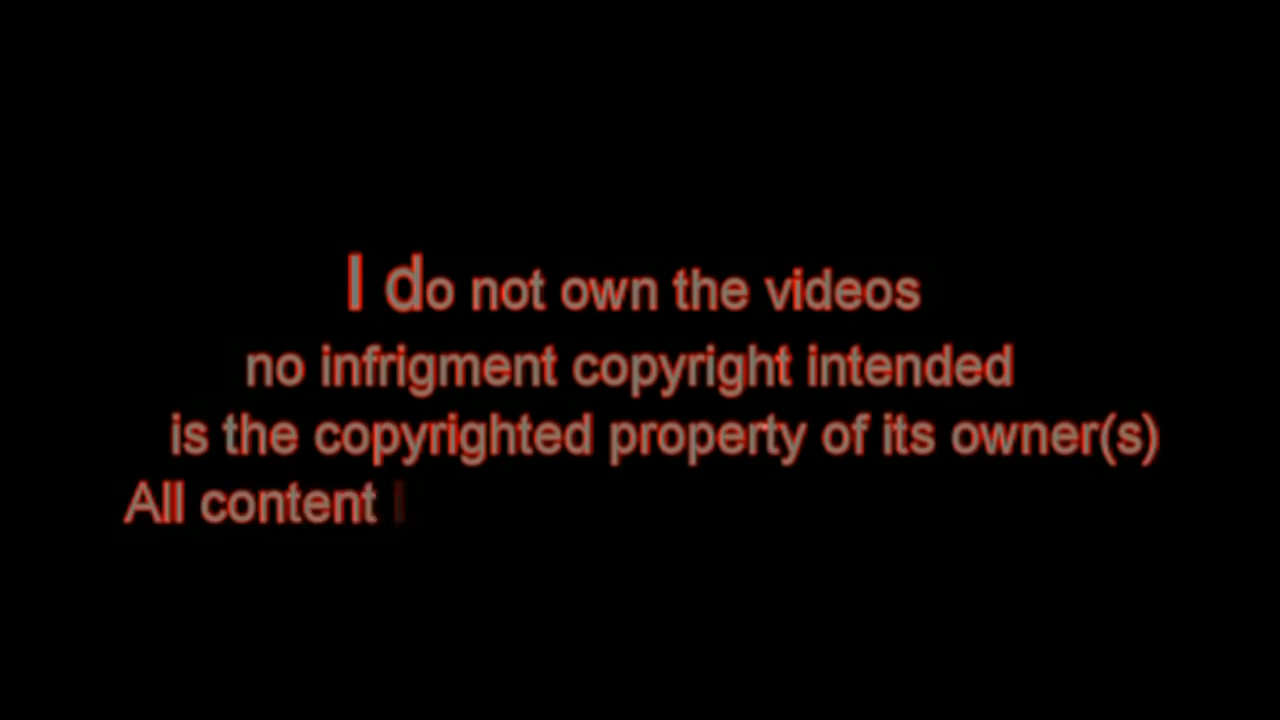 I do not own the videos
no infrigment copyright intended
is the copyrighted property of its owner(s)
All content